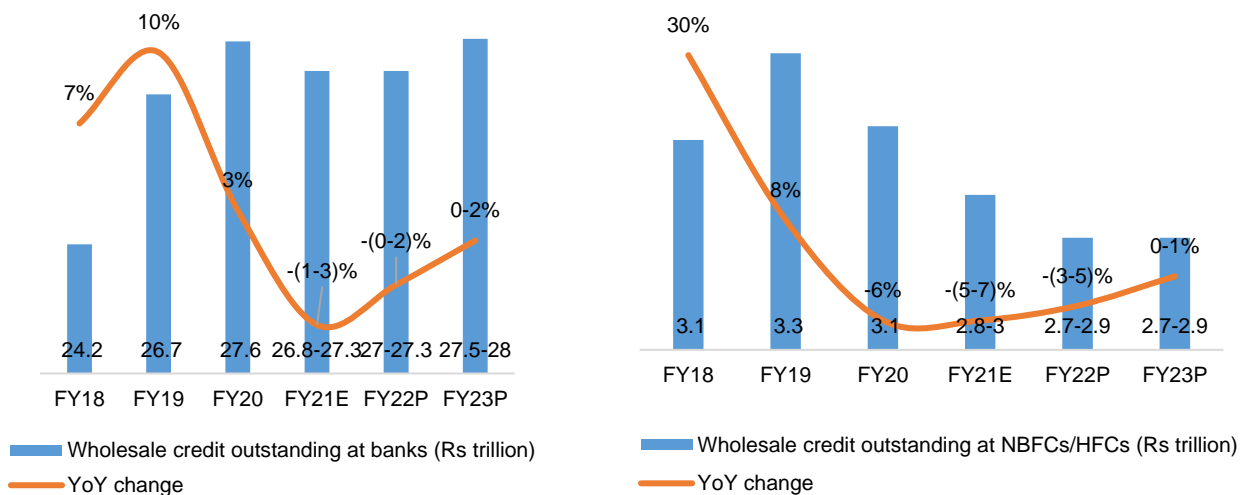 10%
7%
3%
-(1-3)%
-(0-2)%
0-2%
24.2 26.7 27.6 26.8-27.3 27-27.3 27.5-28
FY18 FY19 FY20 FY21E FY22P FY23P
Wholesale credit outstanding at banks (Rs trillion)
YoY change
30%
8%
-6%
-(5-7)%
-(3-5)%
0-1%
3.1 3.3 3.1 2.8-3 2.7-2.9 2.7-2.9
FY18 FY19 FY20 FY21E FY22P FY23P
Wholesale credit outstanding at NBFCs/HFCs (Rs trillion)
YoY change